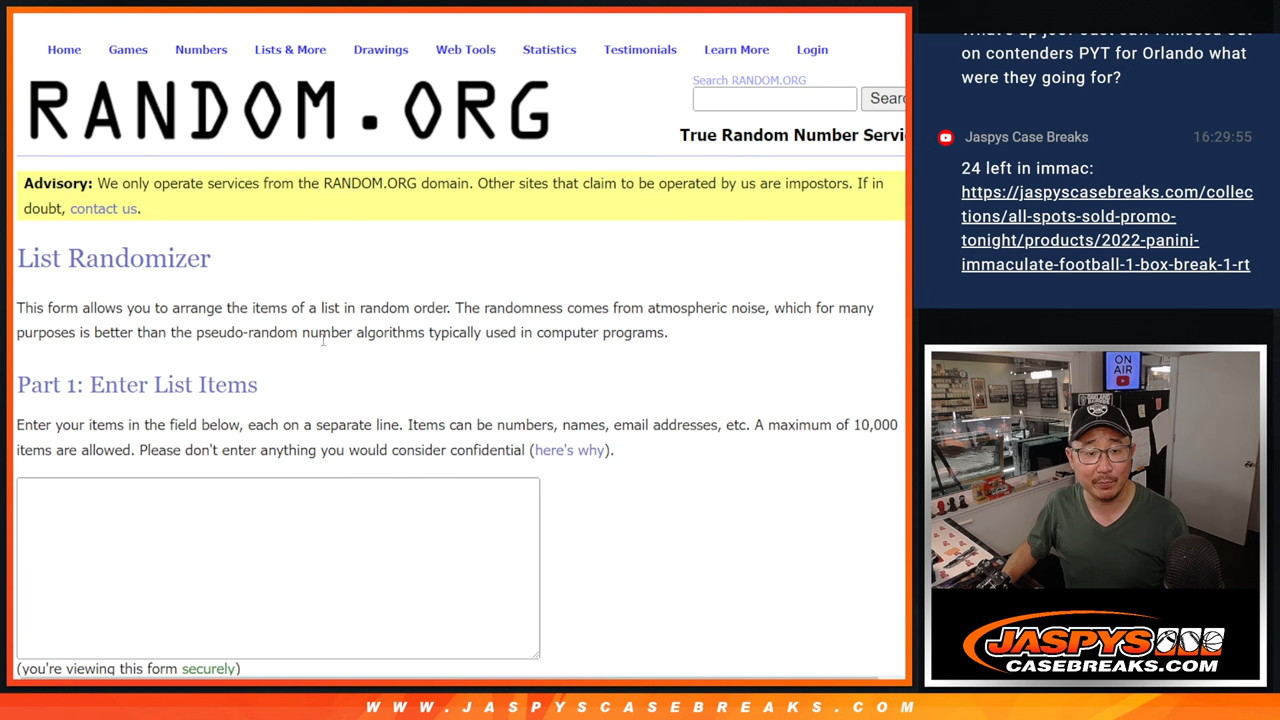 Home Games Numbers Lists & More Drawings Web Tools Statistics Testimonials Learn More Login
RANDOM.ORG
Search RANDOM.ORG
Searc
True Random Number Servi
Advisory: We only operate services from the RANDOM.ORG domain. Other sites that claim to be operated by us are impostors. If in
doubt, contact us.
List Randomizer
This form allows you to arrange the items of a list in random order. The randomness comes from atmospheric noise, which for many
purposes is better than the pseudo-random number algorithms typically used in computer programs.
Part 1: Enter List Items
Enter your items in the field below, each on a separate line. Items can be numbers, names, email addresses, etc. A maximum of 10,000
items are allowed. Please don't enter anything you would consider confidential (here's why).
(you're viewing this form securely)
on contenders PYT for Orlando what
were they going for?
Jaspys Case Breaks 16:29:55
24 left in immac:
https://jaspyscasebreaks.com/collec
tions/all-spots-sold-promo-
tonight/products/2022-panini-
immaculate-football-1-box-break-1-rt
ON
AIR
JASPYS
CASEBREAKS.COM
WWW.JASPYSCASEBREAKS.COM